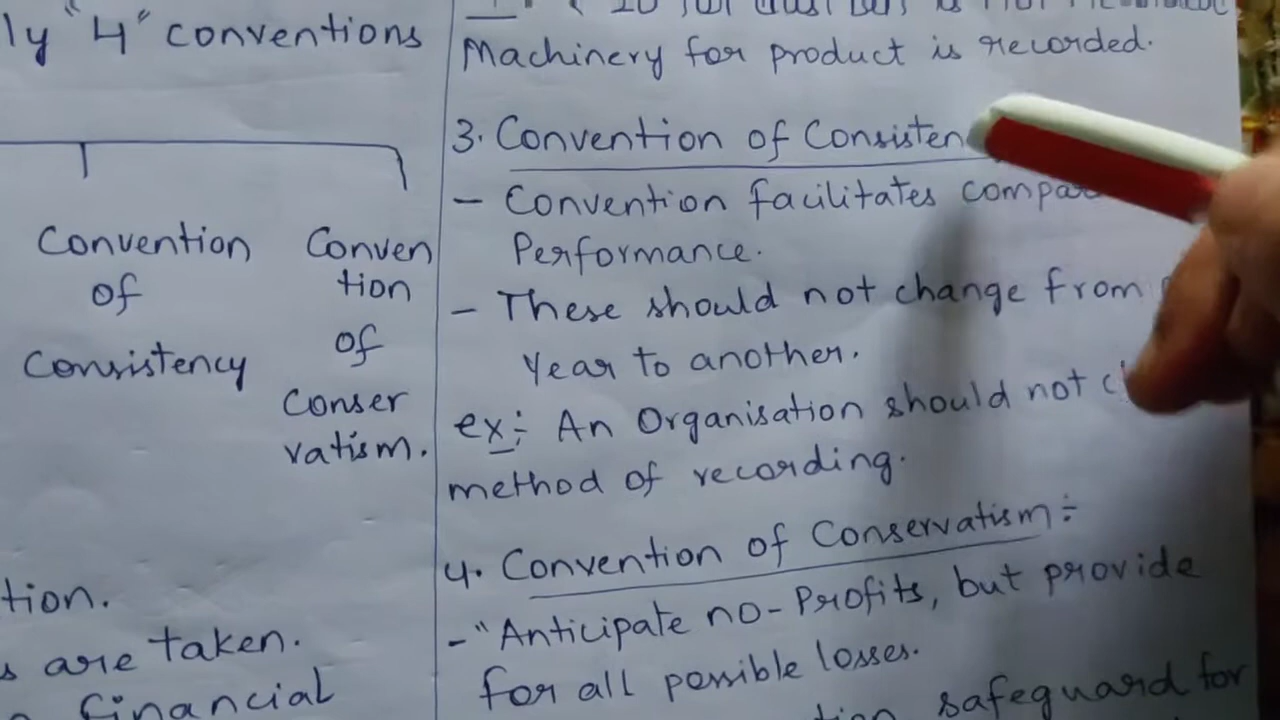 ly "4" conventions
Convention
of
Consistency
Conven
tion
of
Conser
vatism.
tion.
s are taken.
financial
Machinery for product is recorded.
3. Convention of Consisten
- Convention facilitates compa
Performance.
- These should not change from
Year to another.
ex:- An Organisation should not c
method of recording.
4. Convention of Conservatism:-
- "Anticipate no-Profits, but provide
for all possible losses.
tion safeguard for